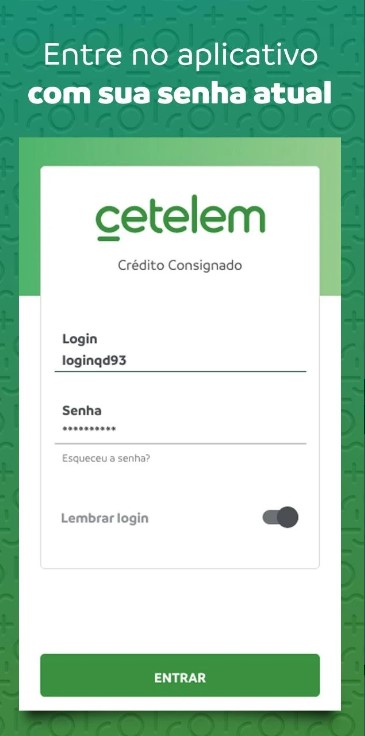 Entre no aplicativo
com sua senha atual
cetelem
Crédito Consignado
Login
loginqd93
Senha
**********
Esqueceu a senha?
Lembrar login
ENTRAR